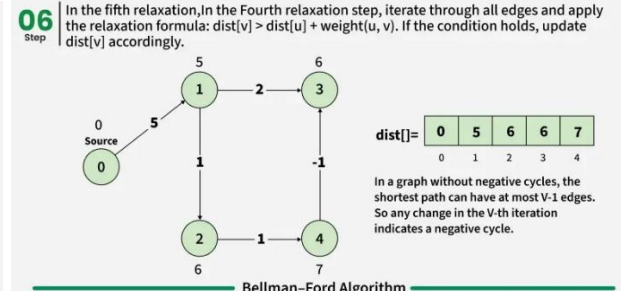 06
Step
In the fifth relaxation,In the Fourth relaxation step, iterate through all edges and apply
the relaxation formula: dist[v] > dist[u] + weight(u, v). If the condition holds, update
dist[v] accordingly.
5
6
1
2
3
0
Source
5
0
1
-1
dist[]=
0 5 6 6 7
0 1 2 3 4
In a graph without negative cycles, the
shortest path can have at most V-1 edges.
So any change in the V-th iteration
indicates a negative cycle.
2
1
4
6
7
Bellman-Ford Algorithm